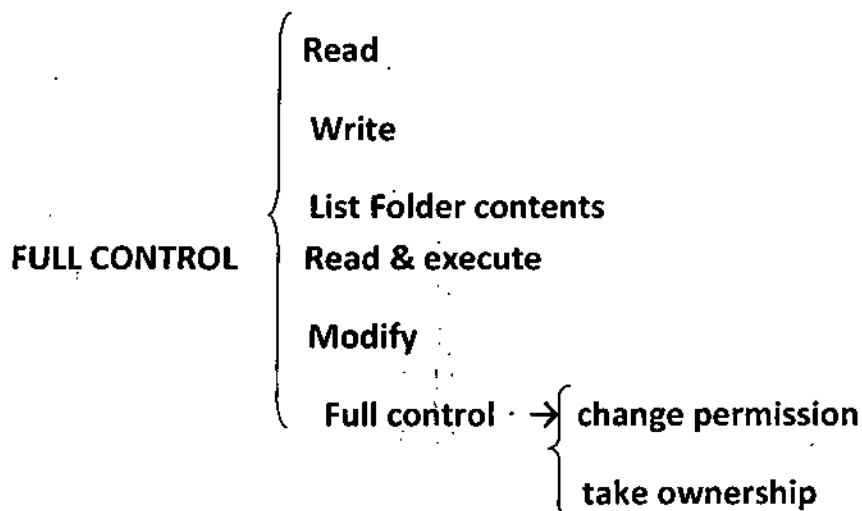 Read
Write
List Folder contents
FULL CONTROL Read & execute
Modify
Full control → change permission
take ownership